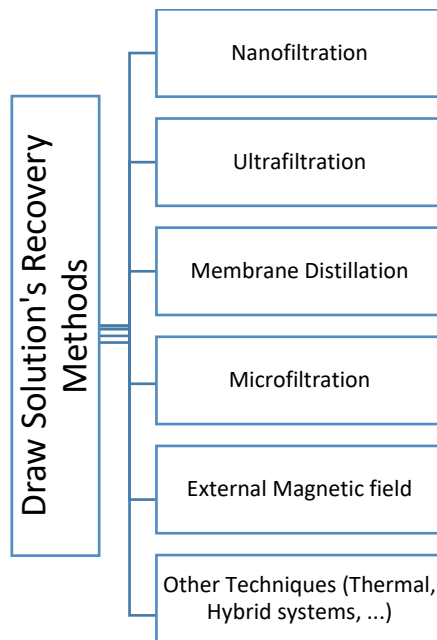 Draw Solution's Recovery
Methods
Nanofiltration
Ultrafiltration
Membrane Distillation
Microfiltration
External Magnetic field
Other Techniques (Thermal,
Hybrid systems, ...)